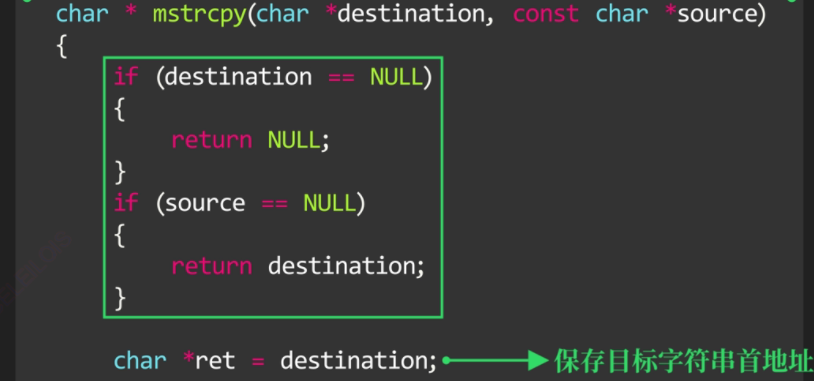 char * mstrcpy(char *destination, const char *source)
{
if (destination == NULL)
{
return NULL;
}
if (source == NULL)
{
return destination;
}
char *ret = destination; 保存目标字符串首地址